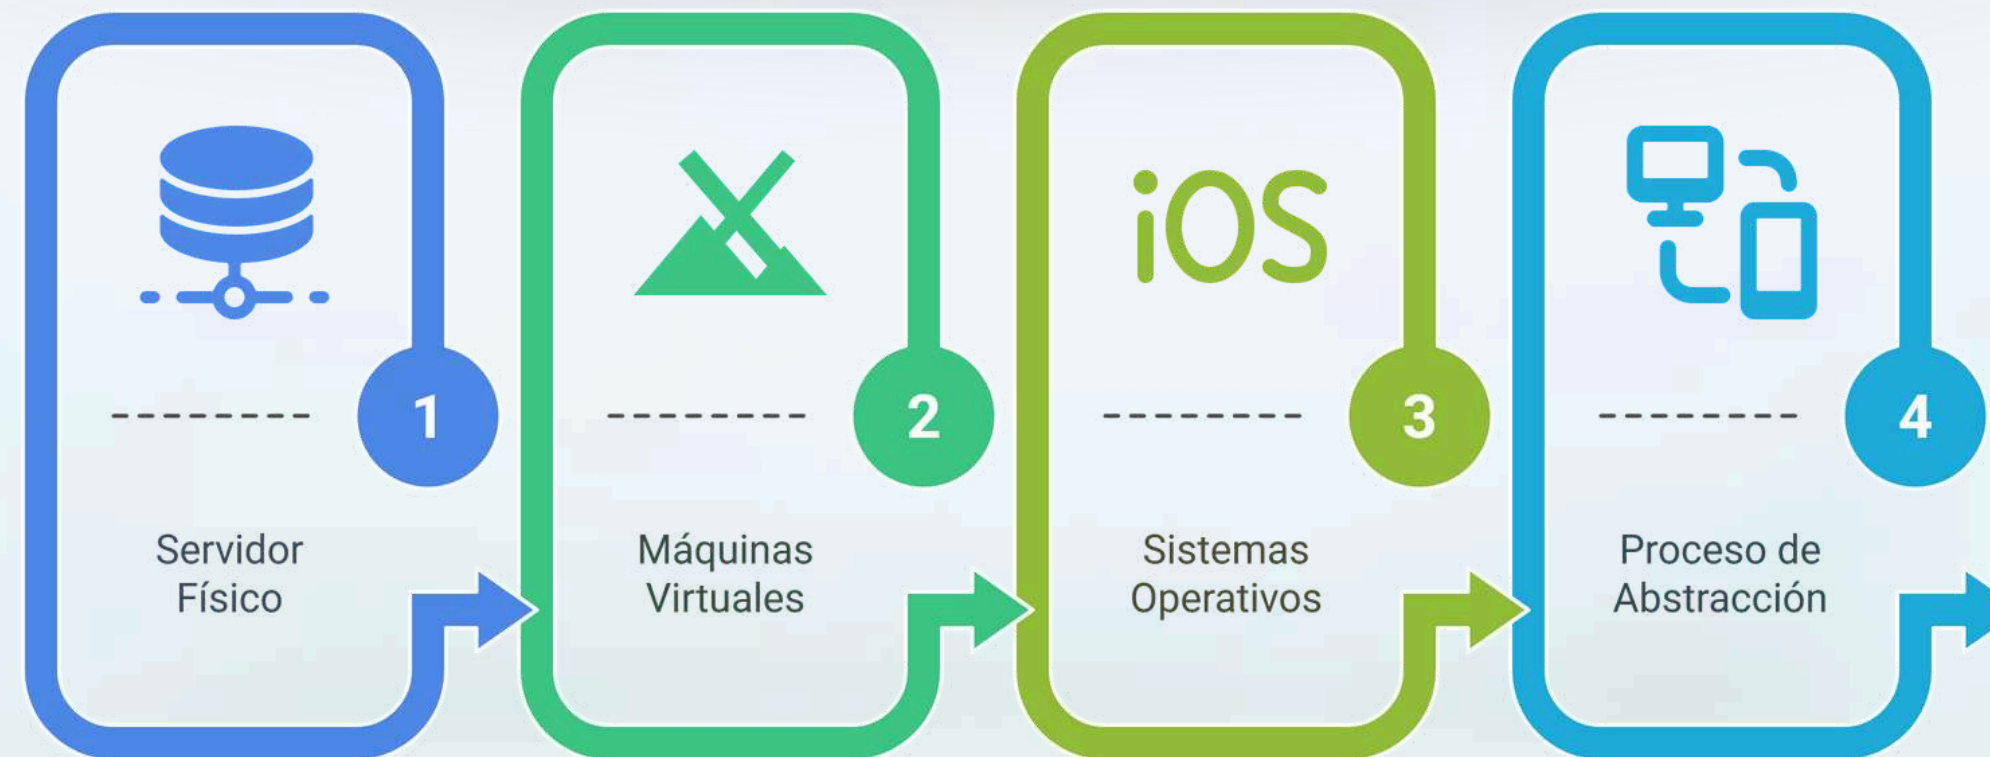 iOS
1
2
3
4
Servidor
Físico
Máquinas
Virtuales
Sistemas
Operativos
Proceso de
Abstracción